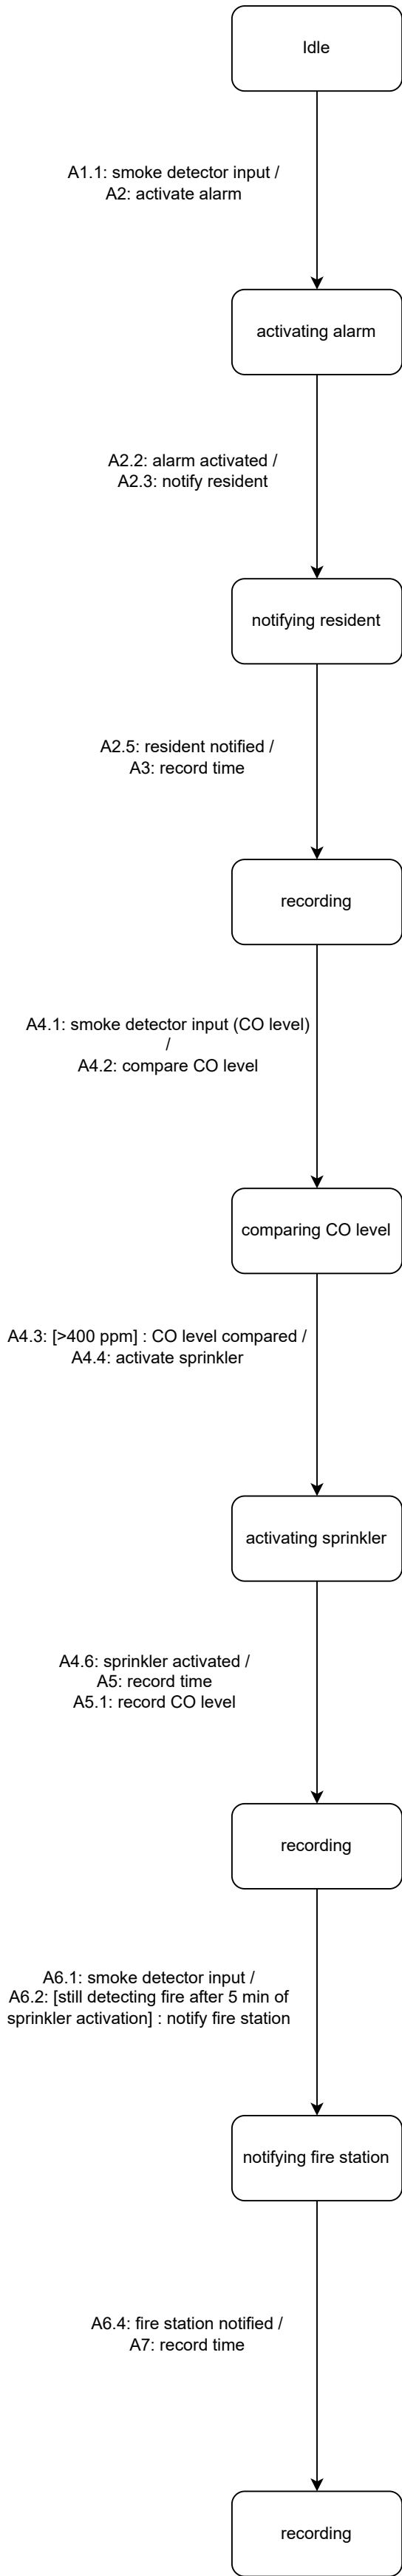 Idle
A1.1: smoke detector input /
A2: activate alarm
activating alarm
A2.2: alarm activated /
A2.3: notify resident
notifying resident
A2.5: resident notified /
A3: record time
recording
A4.1: smoke detector input (CO level)
/
A4.2: compare CO level
comparing CO level
A4.3: [>400 ppm] : CO level compared /
A4.4: activate sprinkler
activating sprinkler
A4.6: sprinkler activated /
A5: record time
A5.1: record CO level
recording
A6.1: smoke detector input /
A6.2: [still detecting fire after 5 min of
sprinkler activation] : notify fire station
notifying fire station
A6.4: fire station notified /
A7: record time
recording